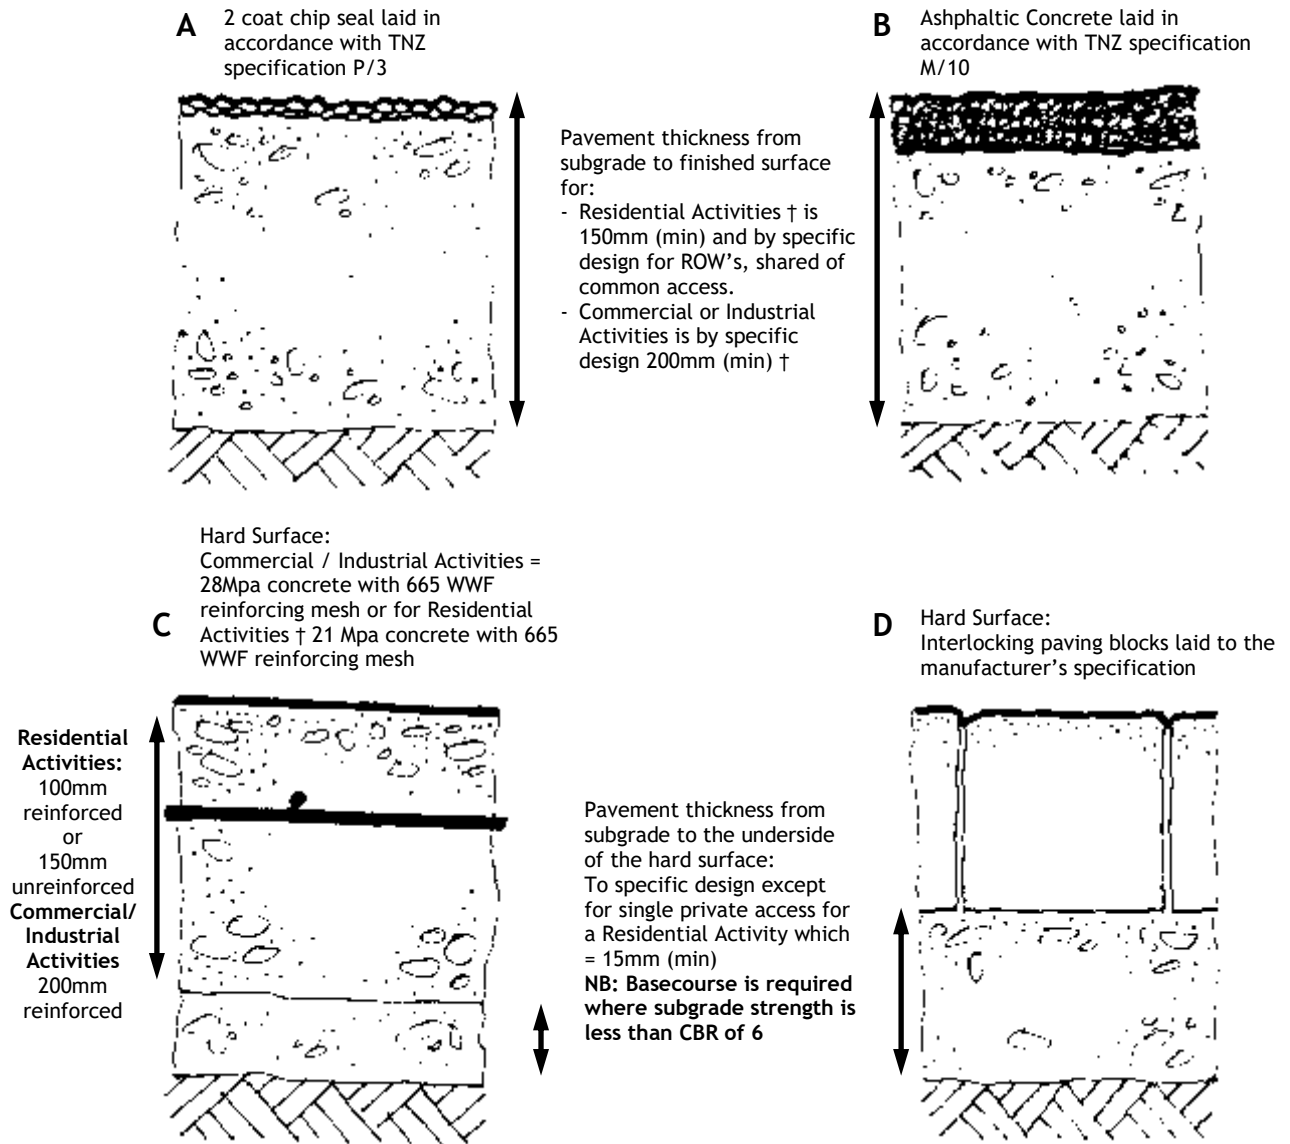 A
2 coat chip seal laid in
accordance with TNZ
specification P/3
B
Ashphaltic Concrete laid in
accordance with TNZ specification
M/10
Pavement thickness from
subgrade to finished surface
for:
- Residential Activities † is
150mm (min) and by specific
design for ROW’s, shared of
common access.
- Commercial or Industrial
Activities is by specific
design 200mm (min) †
C
Hard Surface:
Commercial / Industrial Activities =
28Mpa concrete with 665 WWF
reinforcing mesh or for Residential
Activities † 21 Mpa concrete with 665
WWF reinforcing mesh
D
Hard Surface:
Interlocking paving blocks laid to the
manufacturer’s specification
Residential
Activities:
100mm
reinforced
or
150mm
unreinforced
Commercial/
Industrial
Activities
200mm
reinforced
Pavement thickness from
subgrade to the underside
of the hard surface:
To specific design except
for single private access for
a Residential Activity which
= 15mm (min)
NB: Basecourse is required
where subgrade strength is
less than CBR of 6